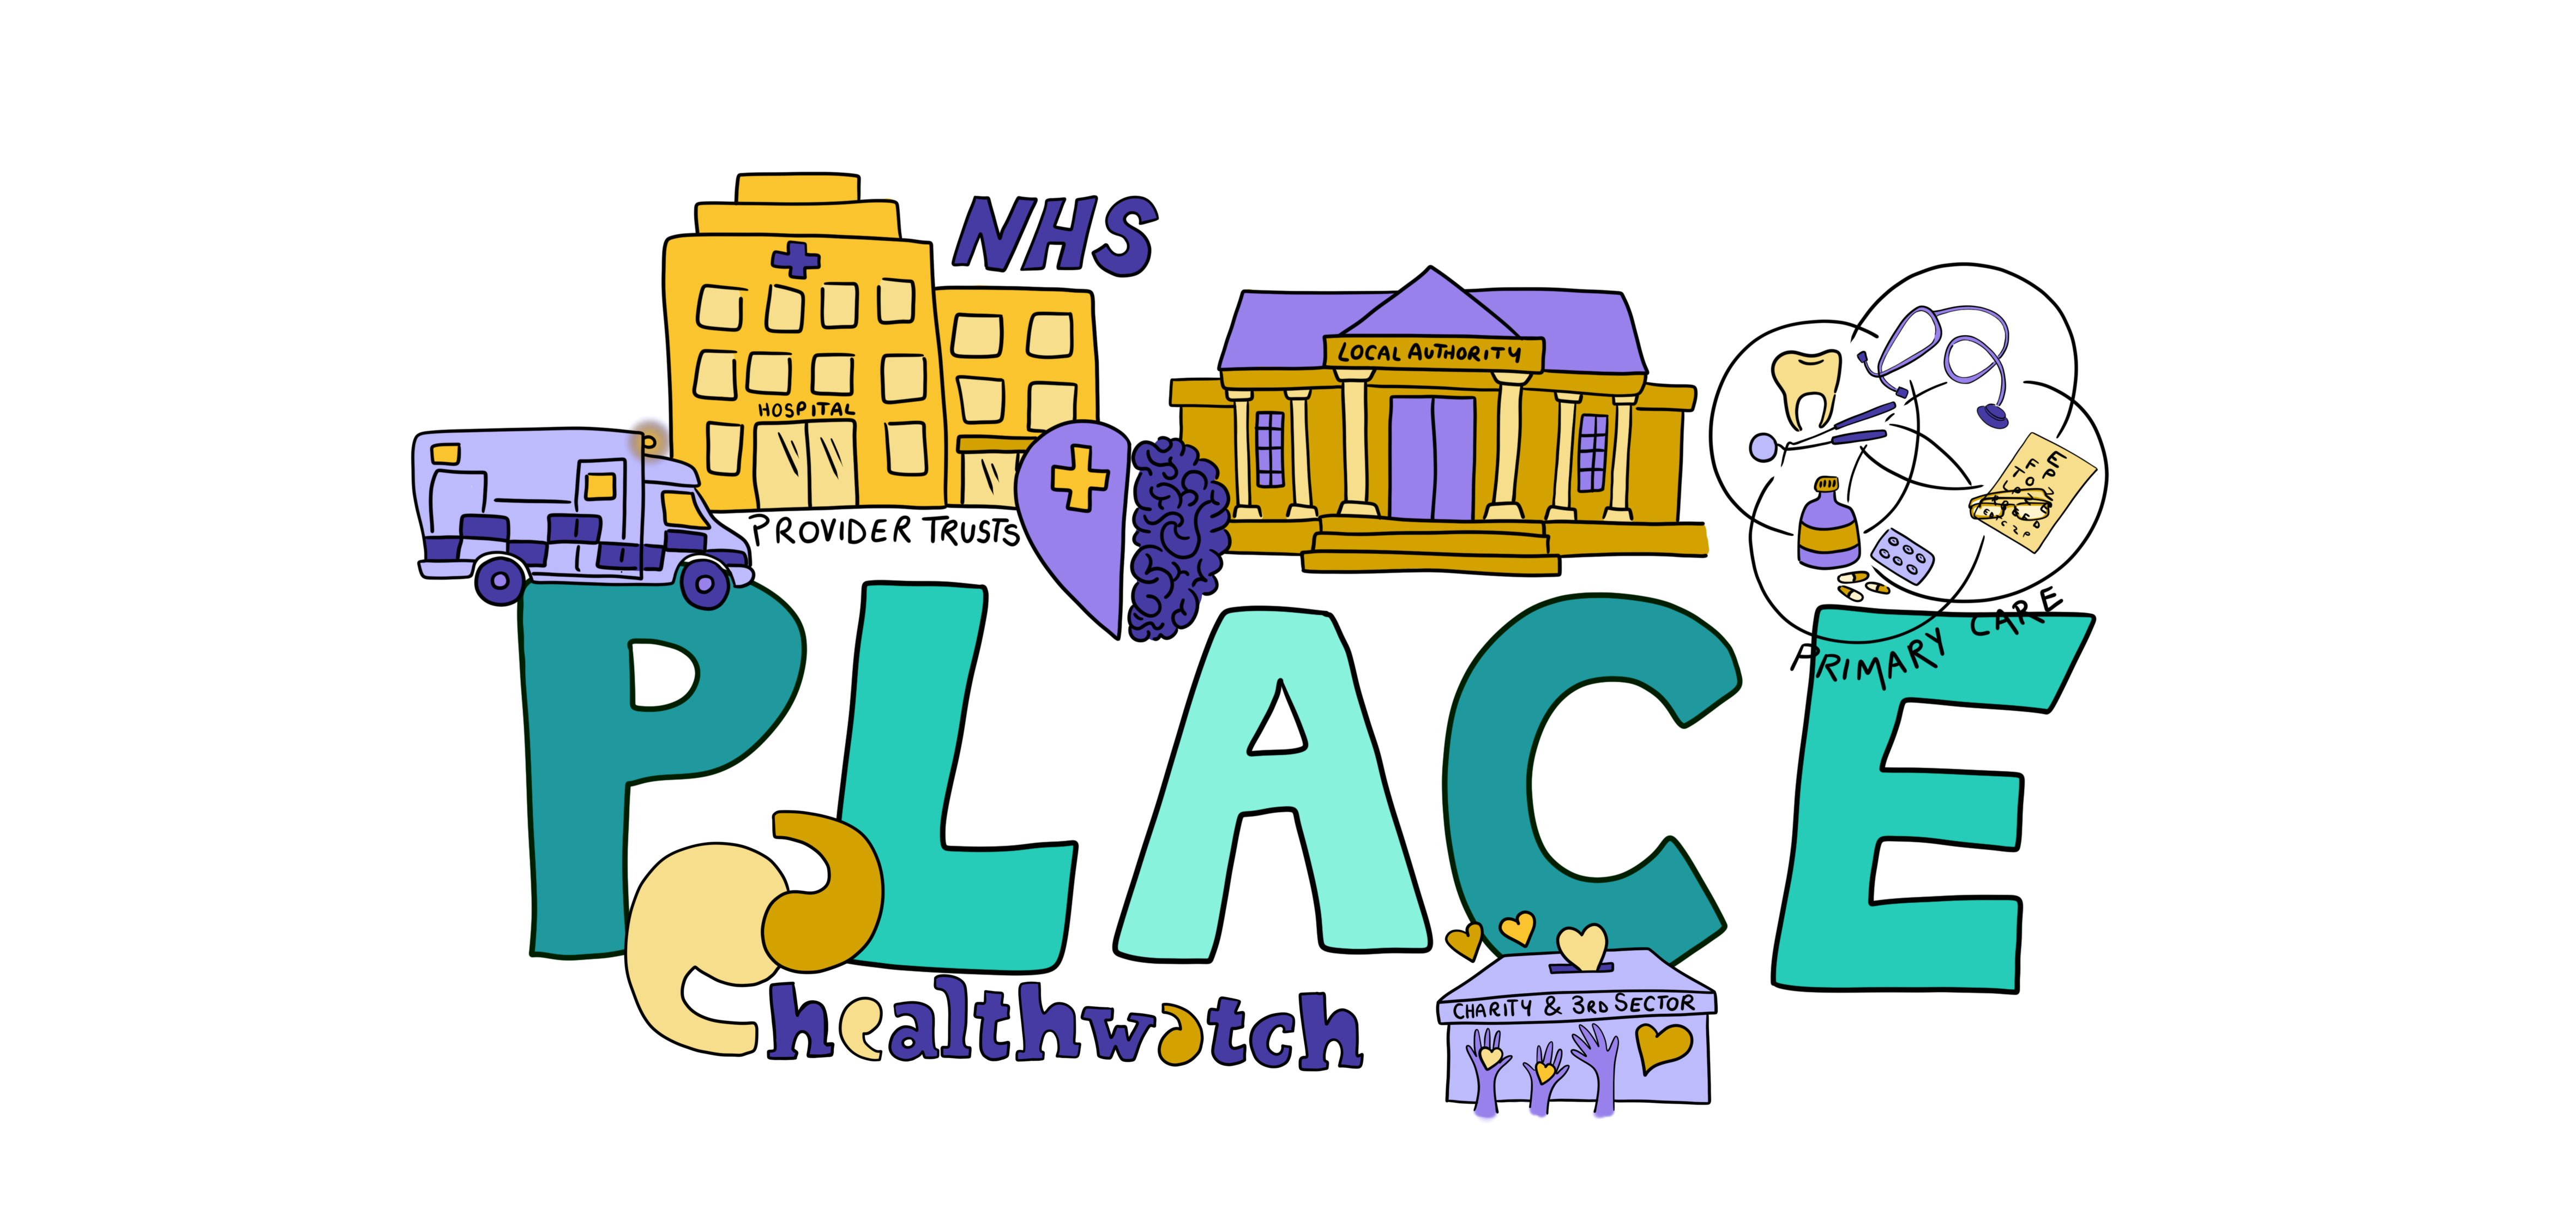 NHS
LOCAL AUTHORITY
HOSPITAL
PROVIDER TRUSTS
PRIMARY CARE
PLACE
healthwatch
CHARITY & 3RD SECTOR